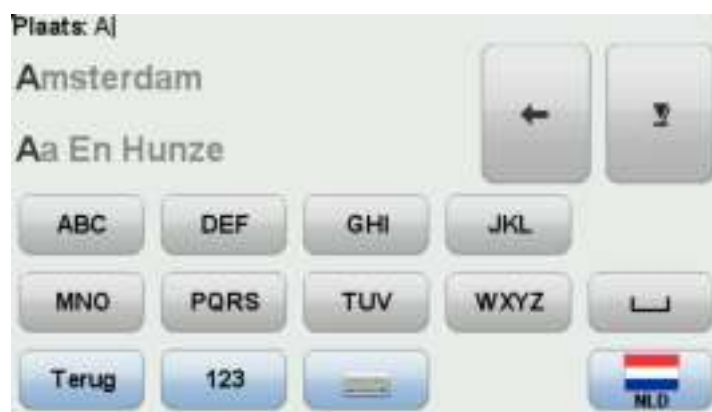 Plaats: A
Amsterdam
Aa En Hunze
ABC DEF GHI JKL
MNO PQRS TUV WXYZ
Terug 123 NLD